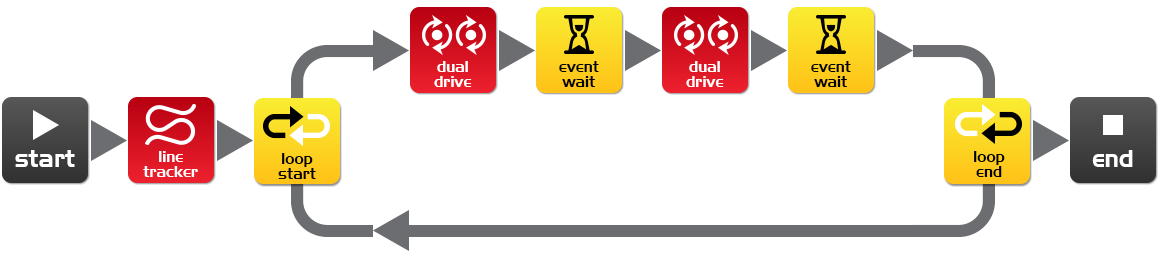 start
line
tracker
loop
start
dual
drive
event
wait
dual
drive
event
wait
loop
end
end